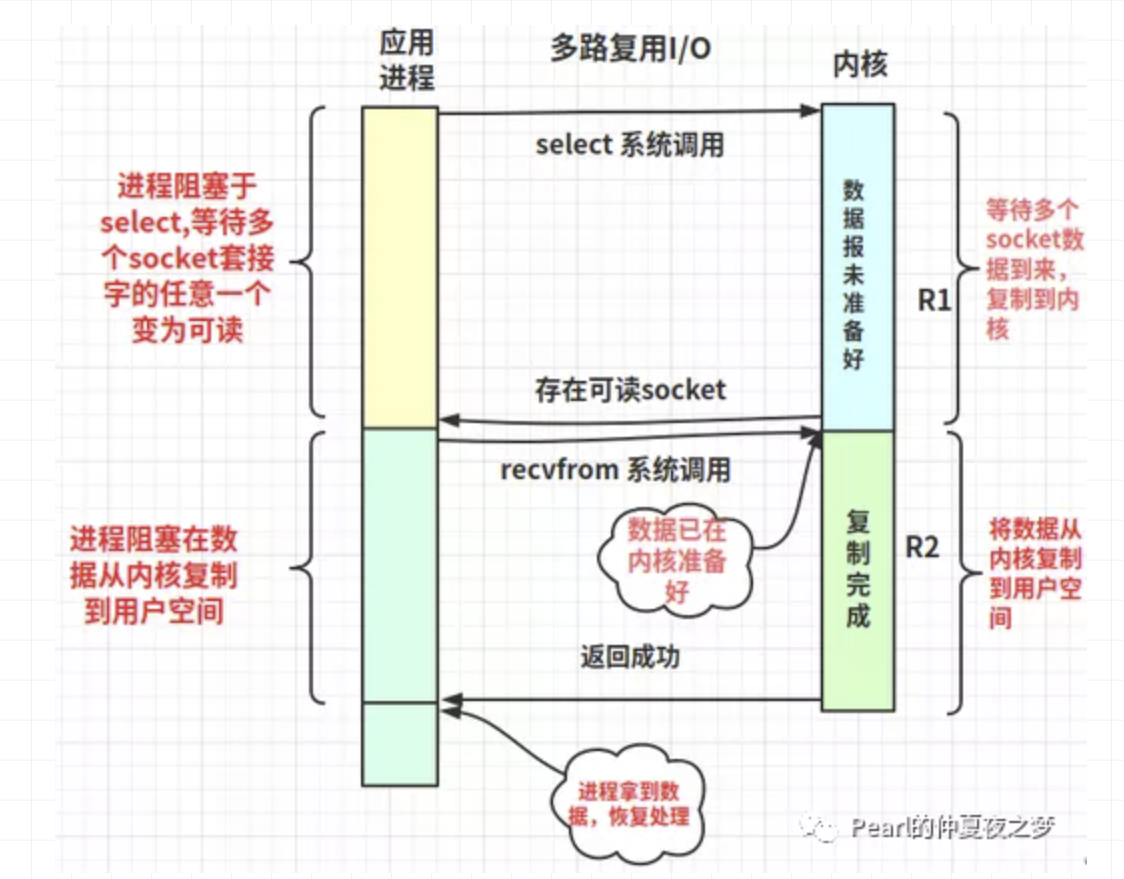 应用
进程
多路复用I/O
内核
select 系统调用
进程阻塞于
select,等待多
个socket套接
字的任意一个
变为可读
数
据
报
未
准
备
好
R1
等待多个
socket数
据到来，
复制到内
核
存在可读socket
recvfrom 系统调用
数据已在
内核准备
好
进程阻塞在数
据从内核复制
到用户空间
复
制
完
成
R2
将数据从
内核复制
到用户空
间
返回成功
进程拿到数
据，恢复处理
Pearl的仲夏夜之梦